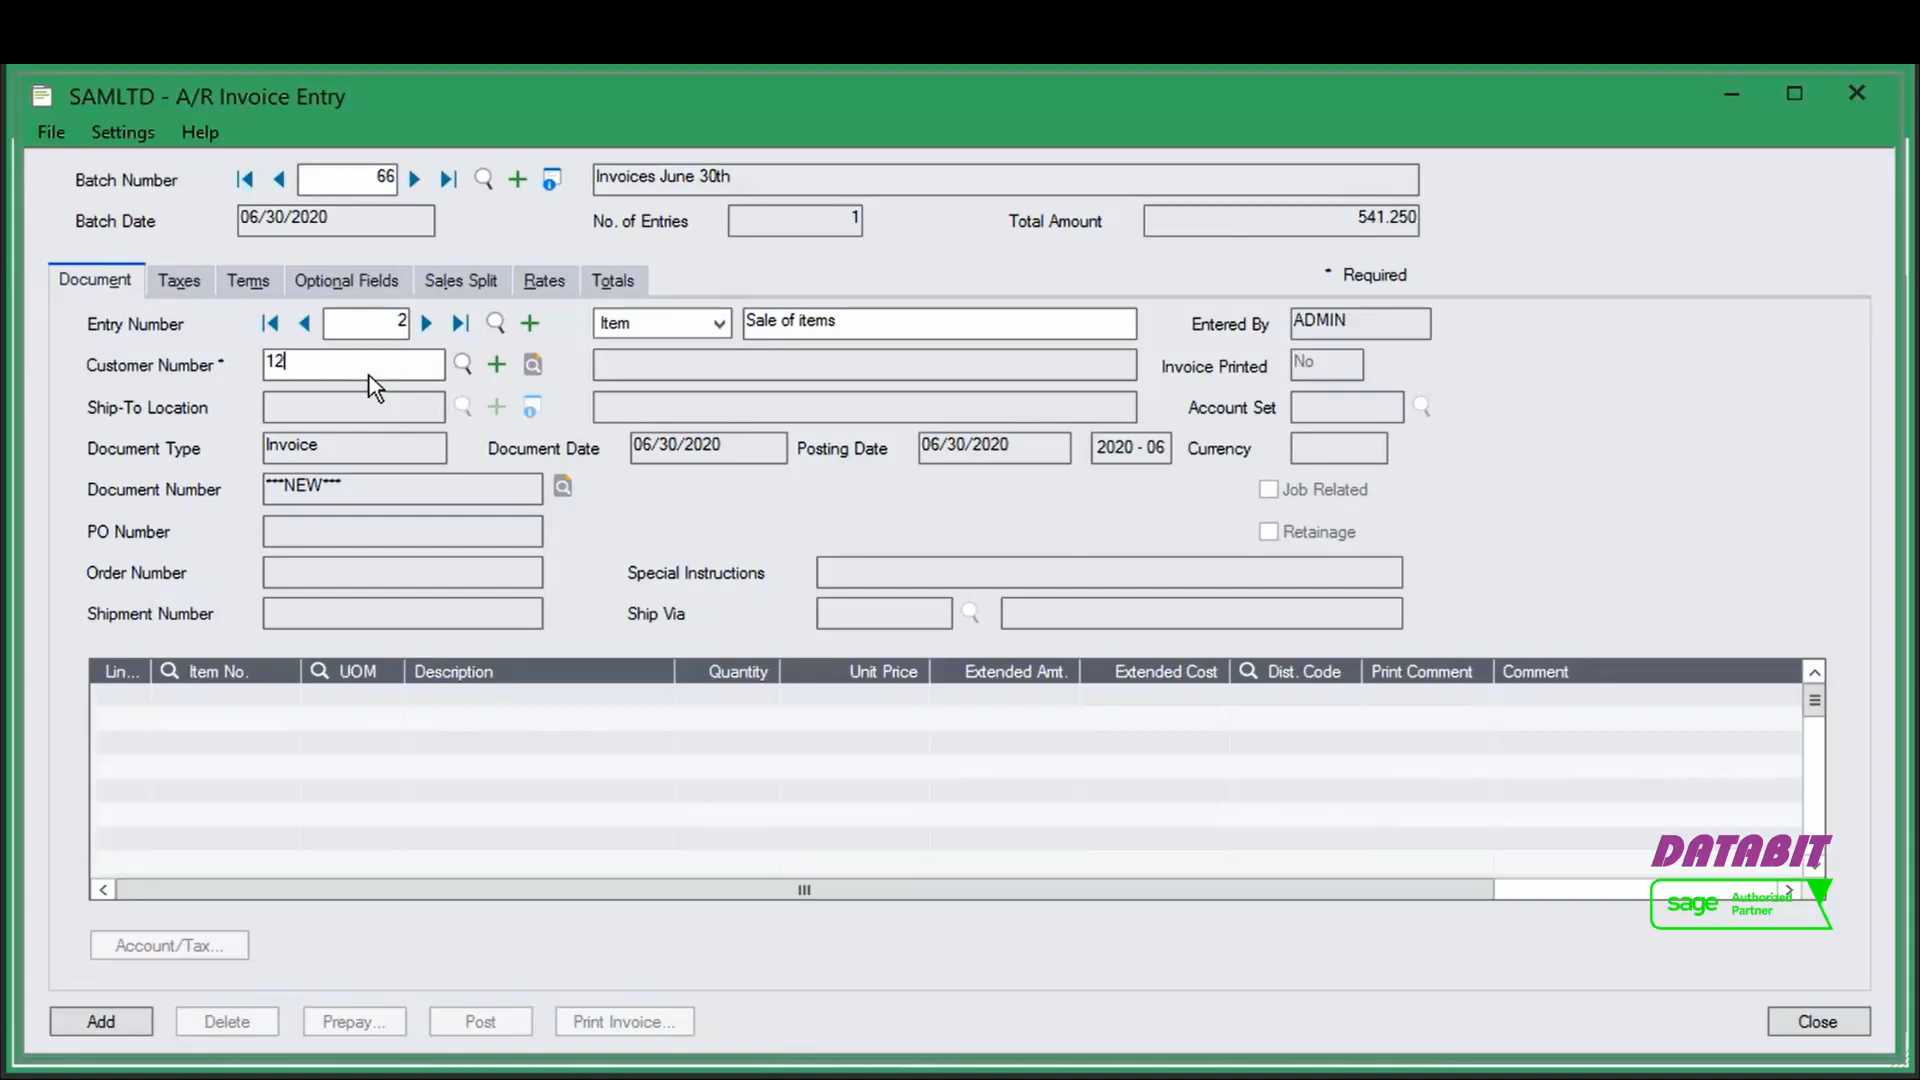 SAMLTD - A/R Invoice Entry
File Settings Help
Batch Number 66 Invoices June 30th
Batch Date 06/30/2020 No. of Entries 1 Total Amount 541.250
Document Taxes Terms Optional Fields Sales Split Rates Totals * Required
Entry Number 2 Item Sale of items Entered By ADMIN
Customer Number * 12 Invoice Printed No
Ship-To Location Account Set
Document Type Invoice Document Date 06/30/2020 Posting Date 06/30/2020 2020 - 06 Currency
Document Number ***NEW*** Job Related
PO Number Retainage
Order Number Special Instructions
Shipment Number Ship Via
Lin... Item No. UOM Description Quantity Unit Price Extended Amt. Extended Cost Dist. Code Print Comment Comment
DATABIT
sage Authorized Partner
Account/Tax...
Add Delete Prepay... Post Print Invoice... Close